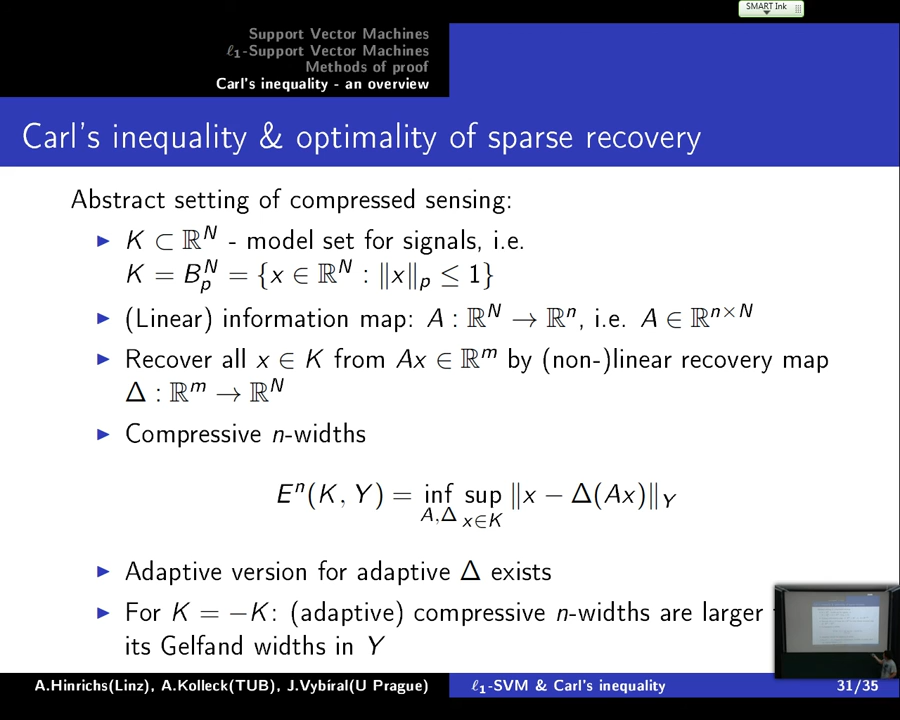 SMART Ink
Support Vector Machines
ℓ₁-Support Vector Machines
Methods of proof
Carl's inequality - an overview
Carl's inequality & optimality of sparse recovery
Abstract setting of compressed sensing:
▶ K ⊂ ℝ^N - model set for signals, i.e.
K = B_p^N = {x ∈ ℝ^N : ‖x‖_p ≤ 1}
▶ (Linear) information map: A : ℝ^N → ℝ^n, i.e. A ∈ ℝ^{n×N}
▶ Recover all x ∈ K from Ax ∈ ℝ^m by (non-)linear recovery map
Δ : ℝ^m → ℝ^N
▶ Compressive n-widths
E^n(K, Y) = inf_{A,Δ} sup_{x∈K} ‖x − Δ(Ax)‖_Y
▶ Adaptive version for adaptive Δ exists
▶ For K = −K: (adaptive) compressive n-widths are larger
its Gelfand widths in Y
A.Hinrichs(Linz), A.Kolleck(TUB), J.Vybíral(U Prague) ℓ₁-SVM & Carl's inequality 31/35